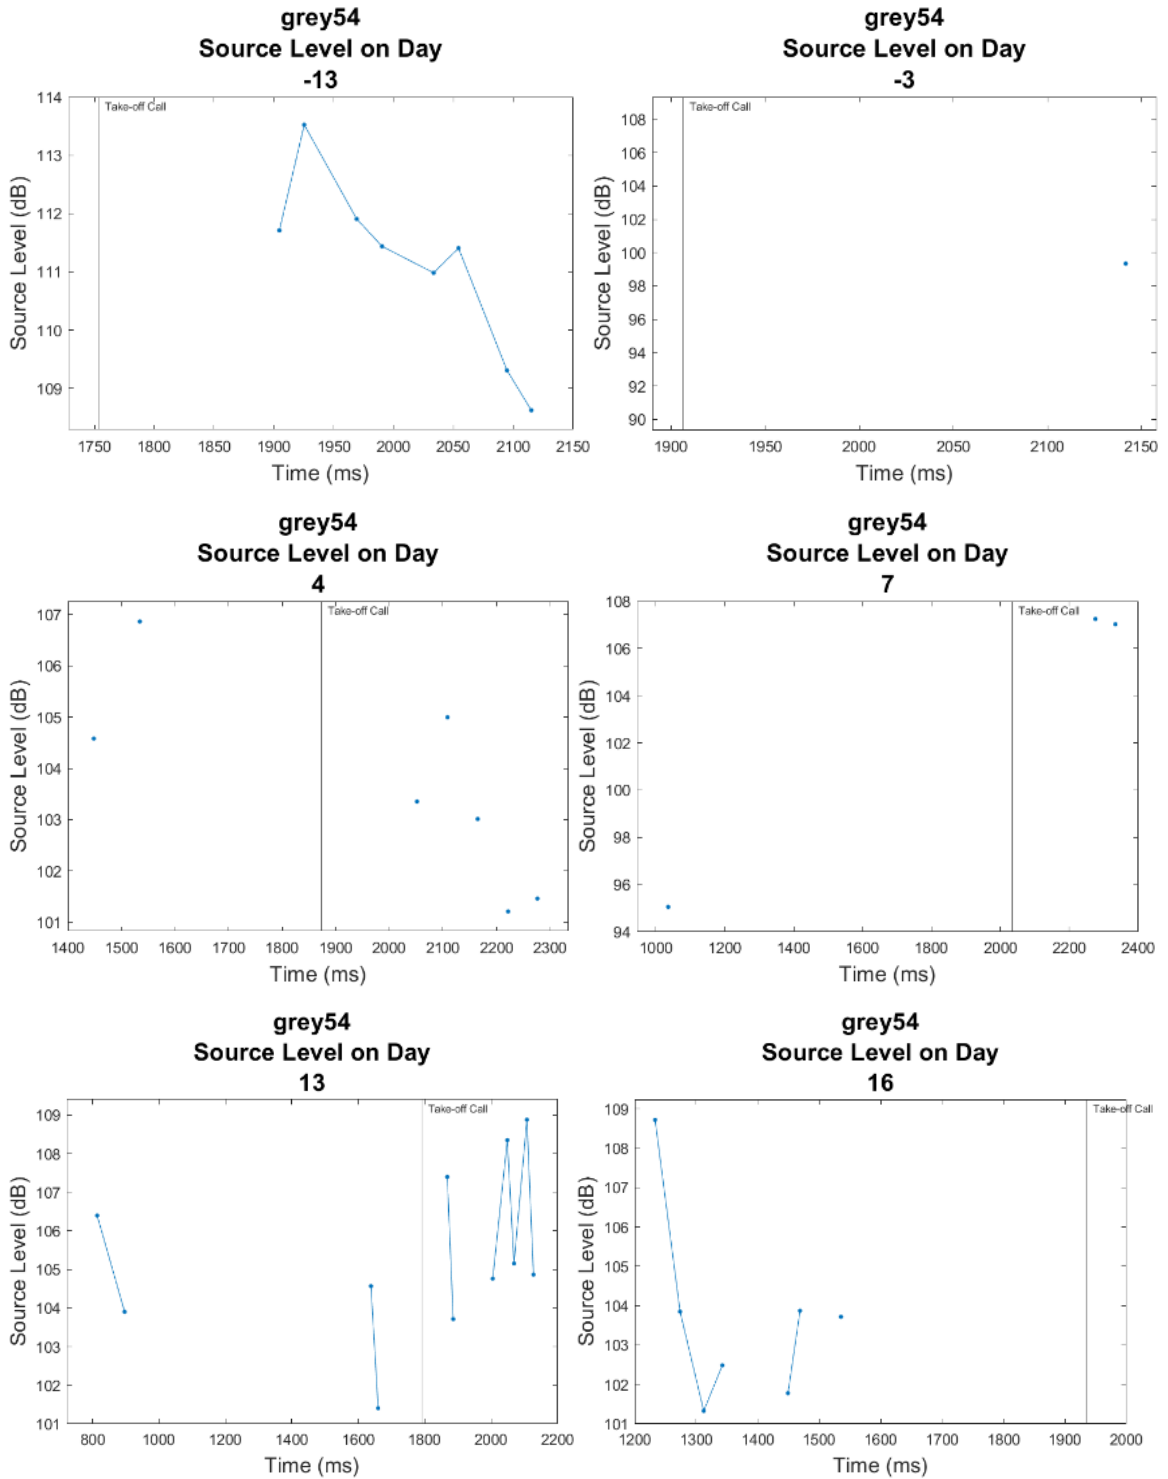 grey54
Source Level on Day
-13
114
113
112
111
110
109
Source Level (dB)
Take-off Call
1750 1800 1850 1900 1950 2000 2050 2100 2150
Time (ms)
grey54
Source Level on Day
-3
108
106
104
102
100
98
96
94
92
90
Source Level (dB)
Take-off Call
1900 1950 2000 2050 2100 2150
Time (ms)
grey54
Source Level on Day
4
107
106
105
104
103
102
101
Source Level (dB)
Take-off Call
1400 1500 1600 1700 1800 1900 2000 2100 2200 2300
Time (ms)
grey54
Source Level on Day
7
108
106
104
102
100
98
96
94
Source Level (dB)
Take-off Call
1000 1200 1400 1600 1800 2000 2200 2400
Time (ms)
grey54
Source Level on Day
13
109
108
107
106
105
104
103
102
101
Source Level (dB)
Take-off Call
800 1000 1200 1400 1600 1800 2000 2200
Time (ms)
grey54
Source Level on Day
16
109
108
107
106
105
104
103
102
101
Source Level (dB)
Take-off Call
1200 1300 1400 1500 1600 1700 1800 1900 2000
Time (ms)